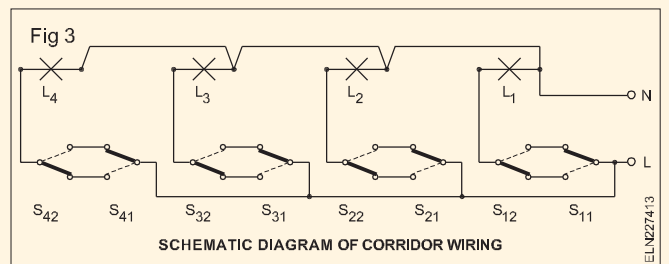 Fig 3
L4 L3 L2 L1
N
L
S42 S41 S32 S31 S22 S21 S12 S11
SCHEMATIC DIAGRAM OF CORRIDOR WIRING
ELN227413